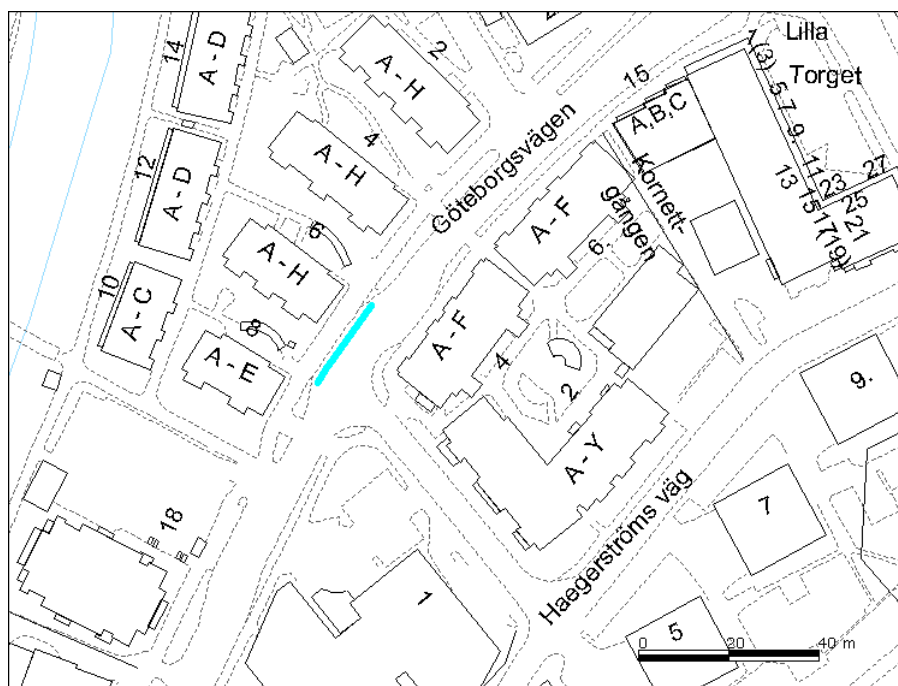 14
A - D
2
A - H
15
1
(3)
5
7
9.
11
13
15
17
(19)
21
23
25
27
Lilla
Torget
A,B,C
4
A - H
12
A - D
Göteborgsvägen
Kornett-
gången
A - F
6.
6
A - H
10
A - C
8
A - E
A - F
4
2
A - Y
Haegerströms väg
9.
7
5
18
1
0 20 40 m